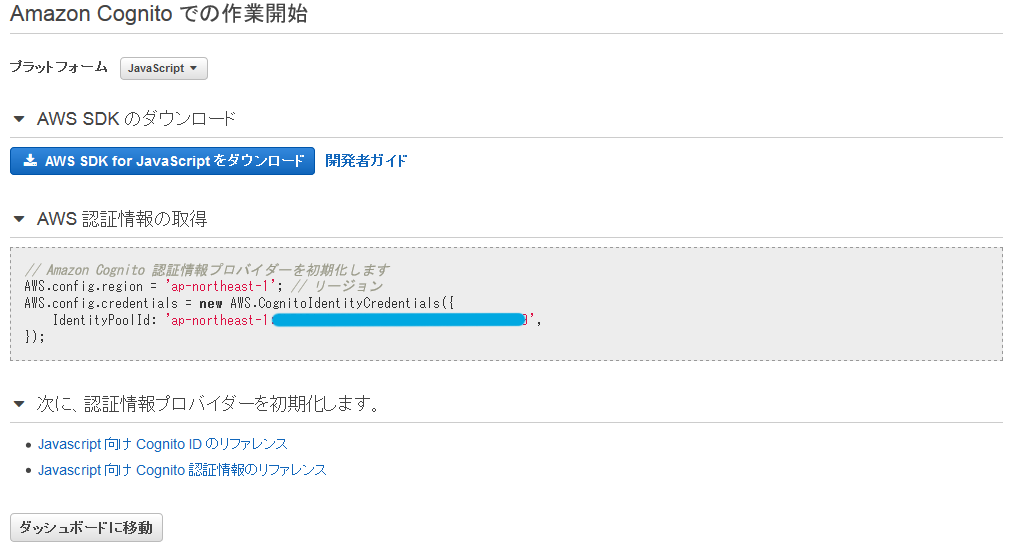 Amazon Cognito での作業開始
プラットフォーム JavaScript
AWS SDK のダウンロード
AWS SDK for JavaScript をダウンロード 開発者ガイド
AWS 認証情報の取得
// Amazon Cognito 認証情報プロバイダーを初期化します
AWS.config.region = 'ap-northeast-1'; // リージョン
AWS.config.credentials = new AWS.CognitoIdentityCredentials({
IdentityPoolId: 'ap-northeast-1: ',
});
次に、認証情報プロバイダーを初期化します。
Javascript 向け Cognito ID のリファレンス
Javascript 向け Cognito 認証情報のリファレンス
ダッシュボードに移動